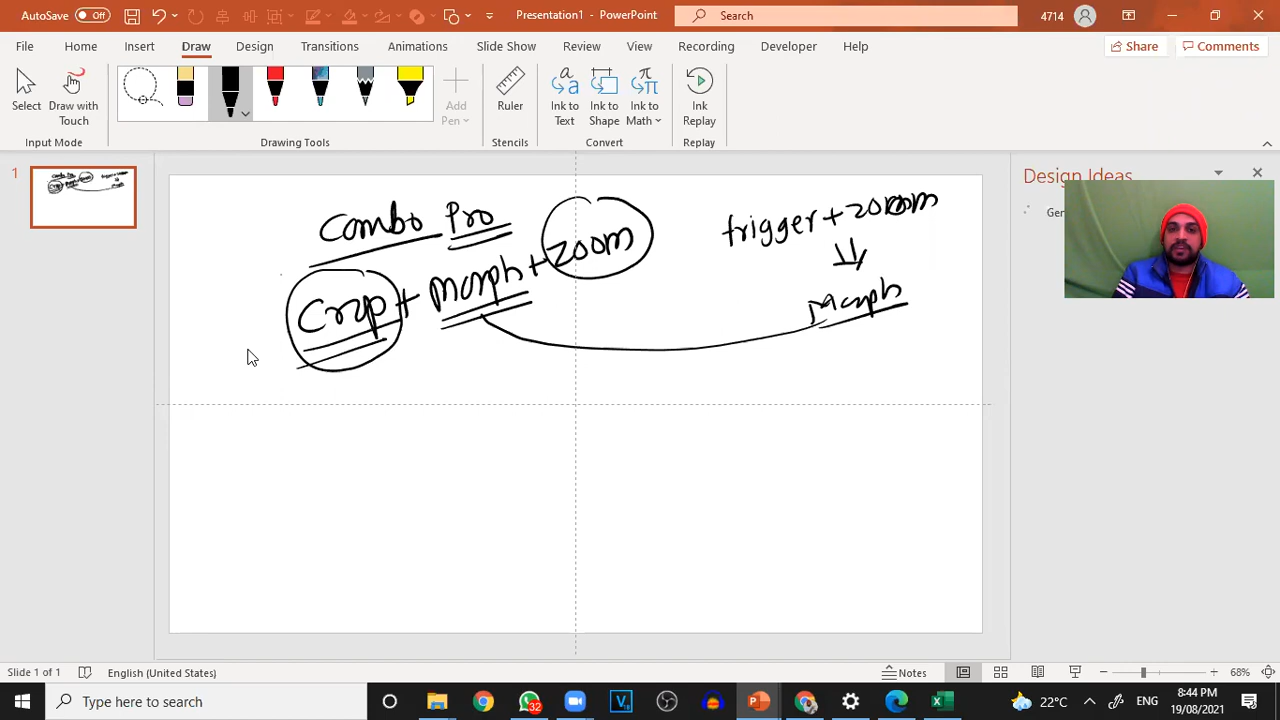 AutoSave Off
Presentation1 - PowerPoint
Search
4714
File Home Insert Draw Design Transitions Animations Slide Show Review View Recording Developer Help
Share
Comments
Select
Draw with Touch
Add Pen
Ruler
Ink to Text
Ink to Shape
Ink to Math
Ink Replay
Input Mode
Drawing Tools
Stencils
Convert
Replay
1
Design Ideas
Combo Pro
Crop + Morph + Zoom
trigger + zoom
Morph
Slide 1 of 1
English (United States)
Notes
68%
Type here to search
32
22°C
ENG
8:44 PM
19/08/2021